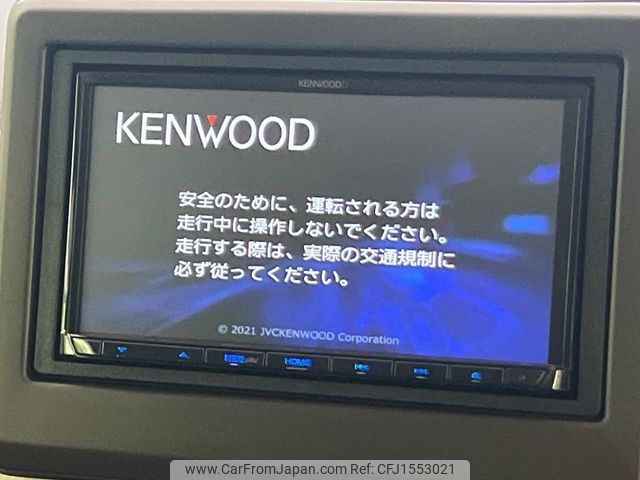 KENWOOD
KENWOOD
安全のために、運転される方は
走行中に操作しないでください。
走行する際は、実際の交通規制に
必ず従ってください。
© 2021 JVCKENWOOD Corporation
HOME
www.CarFromJapan.com CFJ1553021